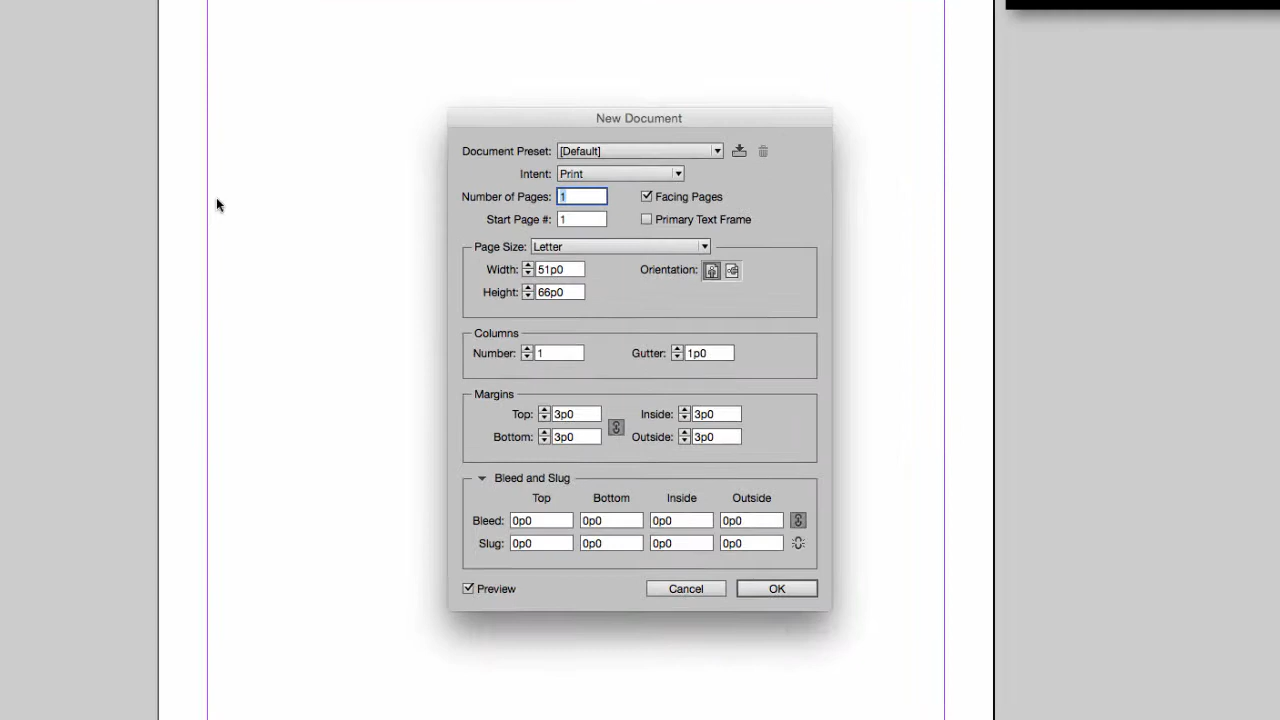 New Document
Document Preset: [Default]
Intent: Print
Number of Pages: 1 Facing Pages
Start Page #: 1 Primary Text Frame
Page Size: Letter
Width: 51p0 Orientation:
Height: 66p0
Columns
Number: 1 Gutter: 1p0
Margins
Top: 3p0 Inside: 3p0
Bottom: 3p0 Outside: 3p0
Bleed and Slug
Top Bottom Inside Outside
Bleed: 0p0 0p0 0p0 0p0
Slug: 0p0 0p0 0p0 0p0
Preview Cancel OK